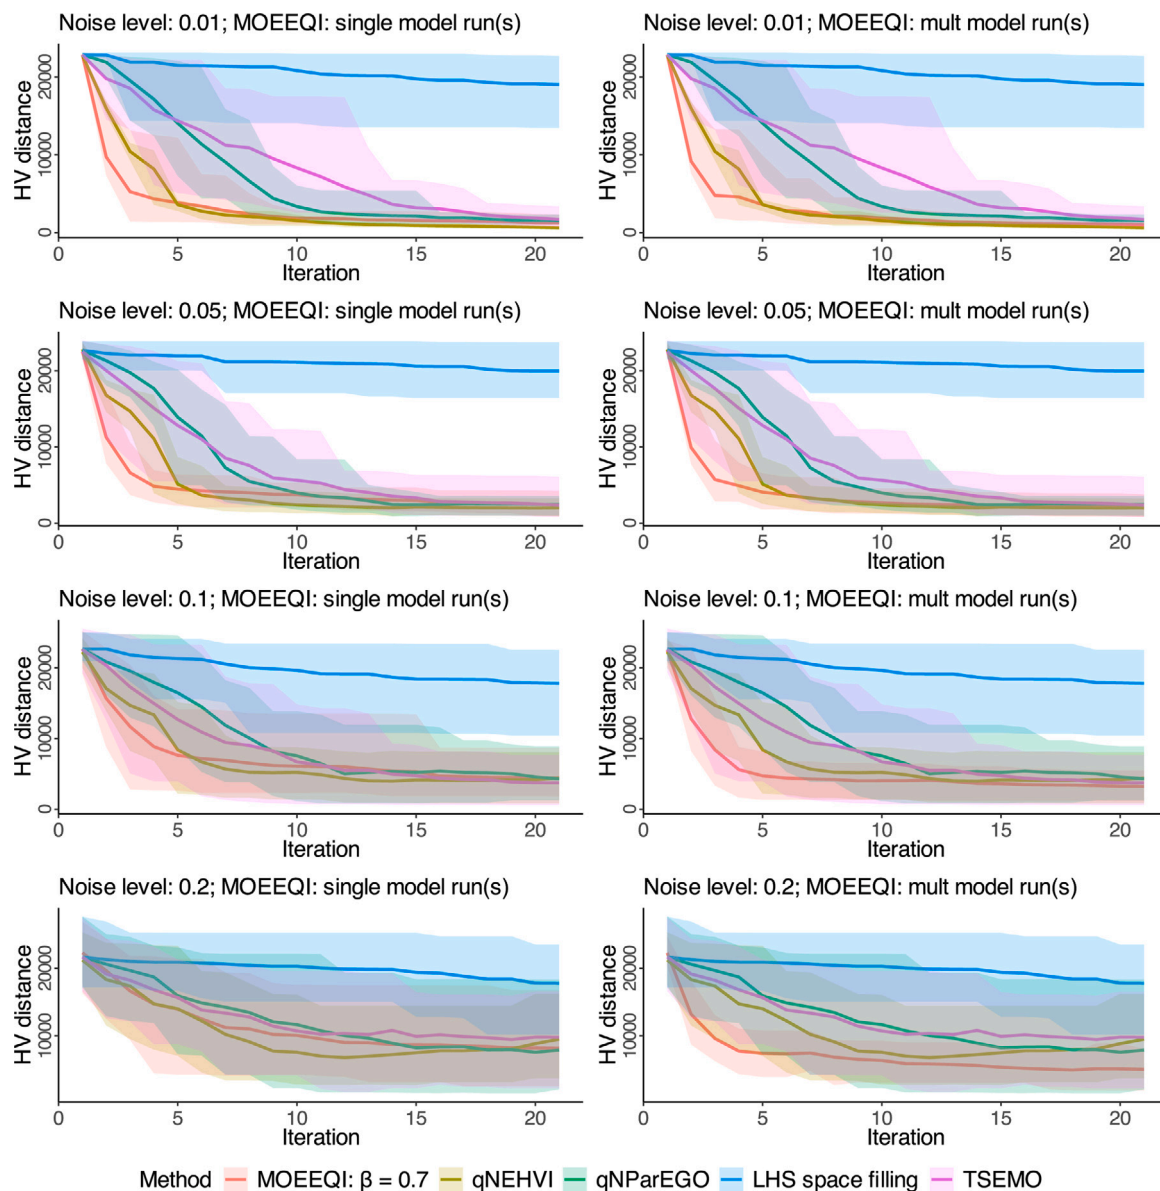 Noise level: 0.01; MOEEQI: single model run(s)
Noise level: 0.01; MOEEQI: mult model run(s)
HV distance
20000
10000
0
0 5 10 15 20
Iteration
HV distance
20000
10000
0
0 5 10 15 20
Iteration
Noise level: 0.05; MOEEQI: single model run(s)
Noise level: 0.05; MOEEQI: mult model run(s)
HV distance
20000
10000
0
0 5 10 15 20
Iteration
HV distance
20000
10000
0
0 5 10 15 20
Iteration
Noise level: 0.1; MOEEQI: single model run(s)
Noise level: 0.1; MOEEQI: mult model run(s)
HV distance
20000
10000
0
0 5 10 15 20
Iteration
HV distance
20000
10000
0
0 5 10 15 20
Iteration
Noise level: 0.2; MOEEQI: single model run(s)
Noise level: 0.2; MOEEQI: mult model run(s)
HV distance
20000
10000
0 5 10 15 20
Iteration
HV distance
20000
10000
0 5 10 15 20
Iteration
Method MOEEQI: β = 0.7 qNEHVI qNParEGO LHS space filling TSEMO